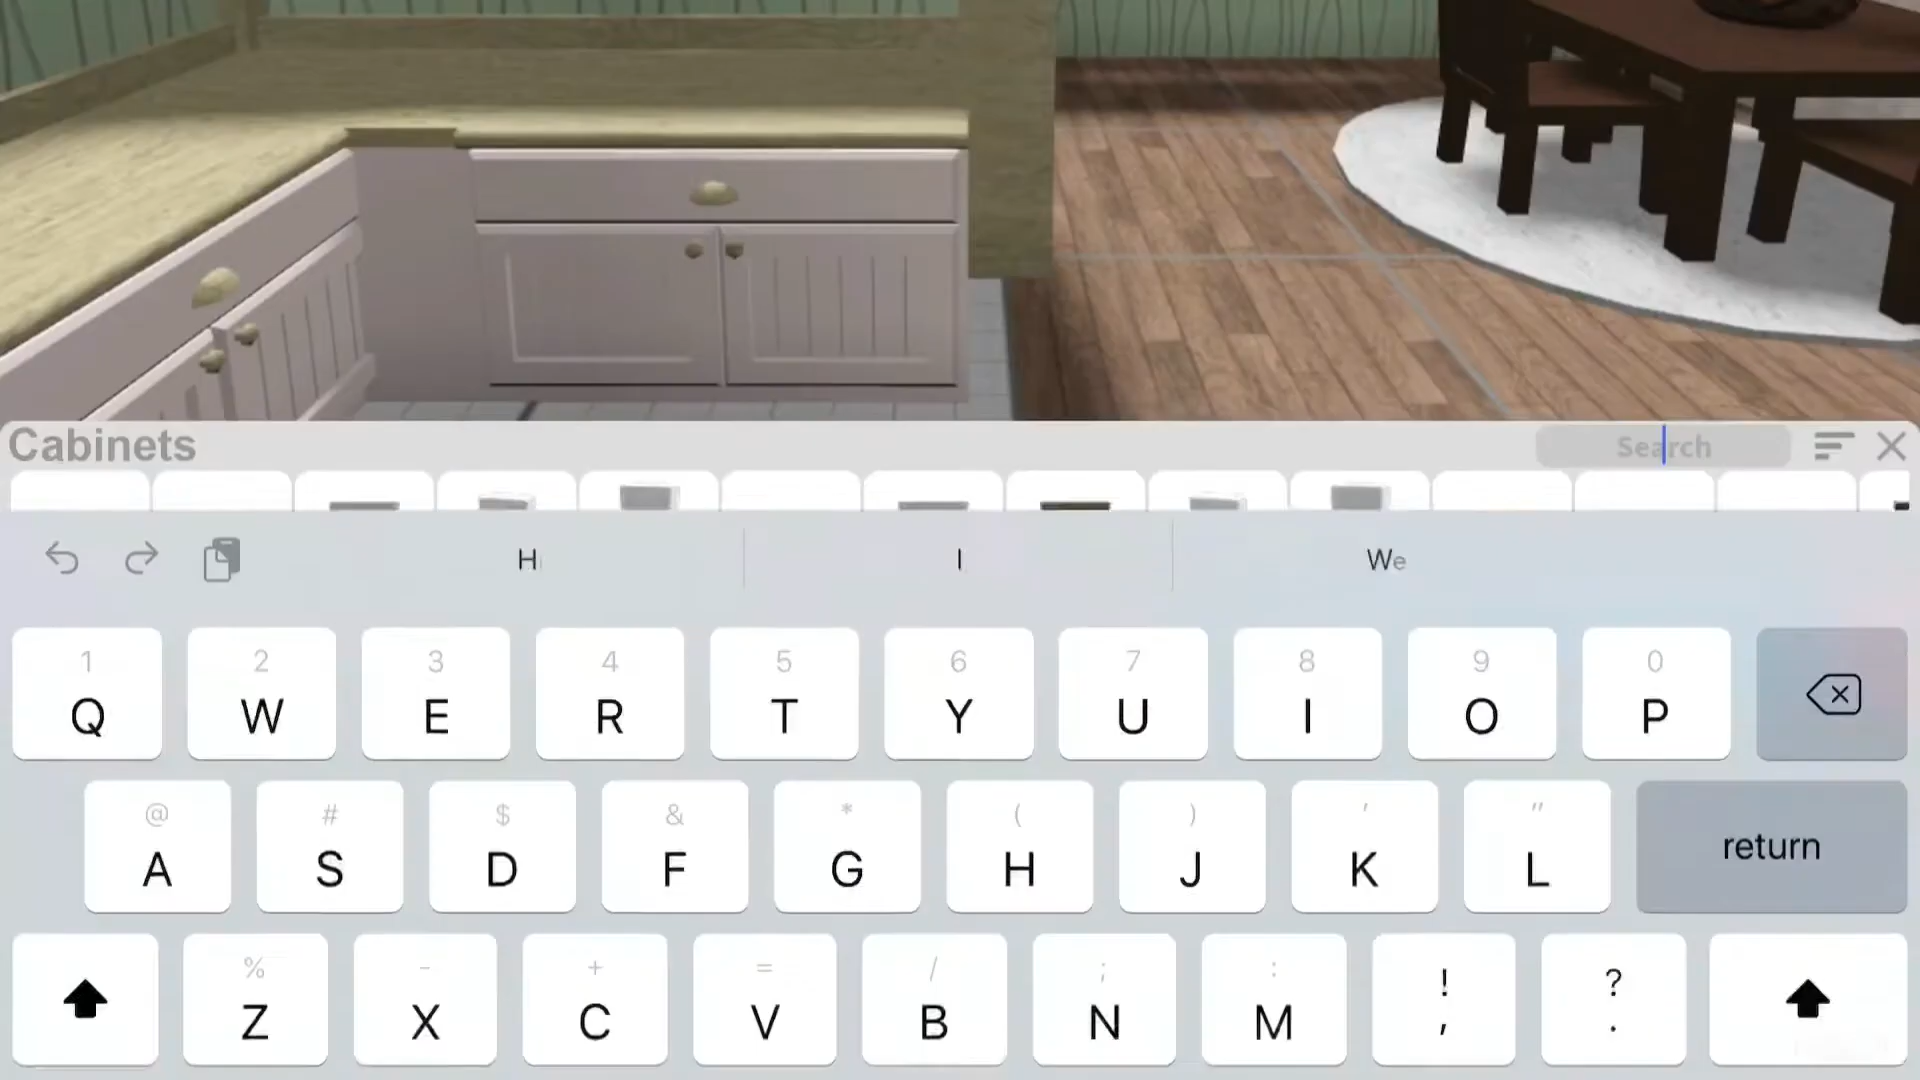 Cabinets Search
H I We
1 2 3 4 5 6 7 8 9 0
Q W E R T Y U I O P
@ # $ & * ( ) ' "
A S D F G H J K L return
% - + = / ; : ! ?
Z X C V B N M , .